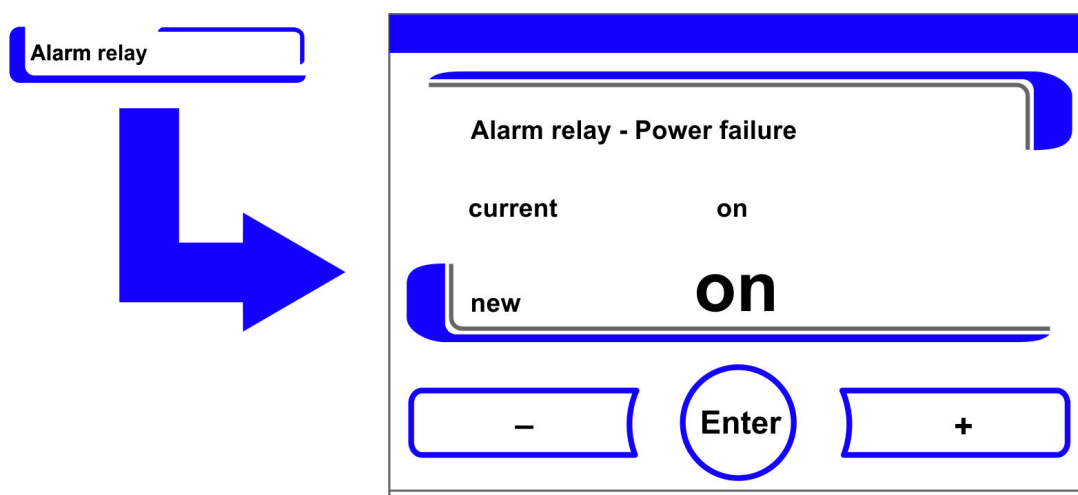 Alarm relay
Alarm relay - Power failure
current on
new on
– Enter +